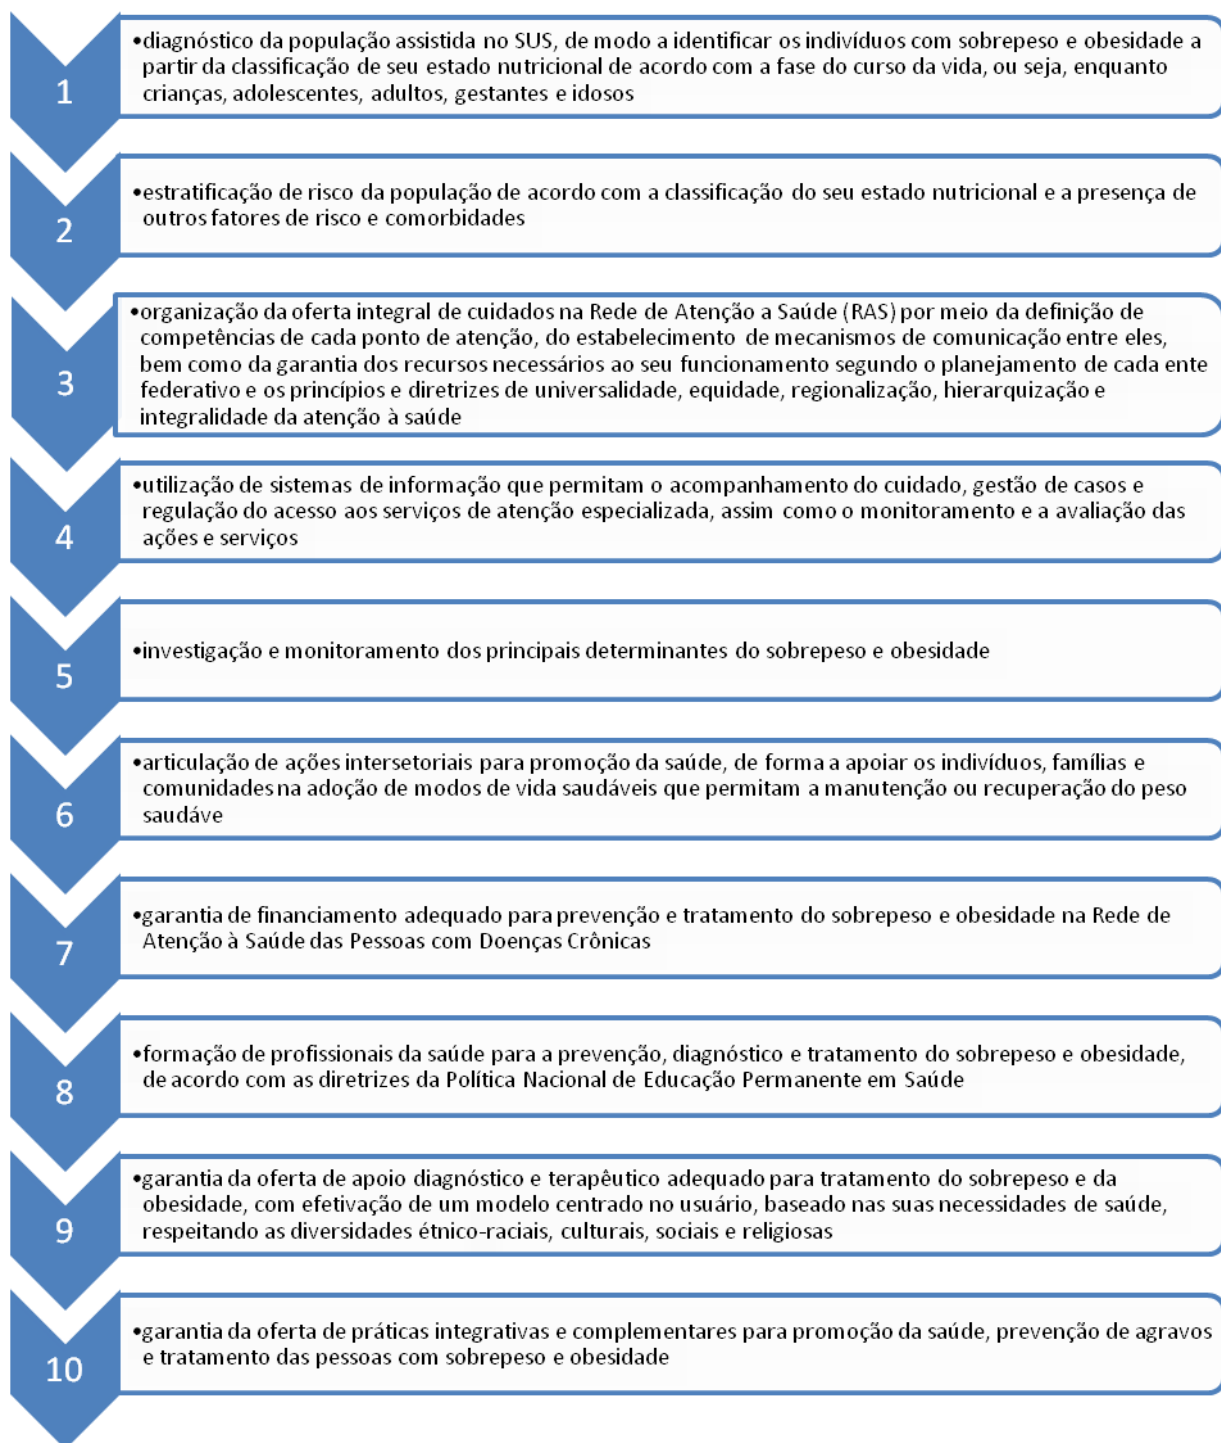 •diagnóstico da população assistida no SUS, de modo a identificar os indivíduos com sobrepeso e obesidade a
partir da classificação de seu estado nutricional de acordo com a fase do curso da vida, ou seja, enquanto
crianças, adolescentes, adultos, gestantes e idosos
1
•estratificação de risco da população de acordo com a classificação do seu estado nutricional e a presença de
outros fatores de risco e comorbidades
2
•organização da oferta integral de cuidados na Rede de Atenção a Saúde (RAS) por meio da definição de
competências de cada ponto de atenção, do estabelecimento de mecanismos de comunicação entre eles,
bem como da garantia dos recursos necessários ao seu funcionamento segundo o planejamento de cada ente
federativo e os princípios e diretrizes de universalidade, equidade, regionalização, hierarquização e
integralidade da atenção à saúde
3
•utilização de sistemas de informação que permitam o acompanhamento do cuidado, gestão de casos e
regulação do acesso aos serviços de atenção especializada, assim como o monitoramento e a avaliação das
ações e serviços
4
•investigação e monitoramento dos principais determinantes do sobrepeso e obesidade
5
•articulação de ações intersetoriais para promoção da saúde, de forma a apoiar os indivíduos, famílias e
comunidades na adoção de modos de vida saudáveis que permitam a manutenção ou recuperação do peso
saudáve
6
•garantia de financiamento adequado para prevenção e tratamento do sobrepeso e obesidade na Rede de
Atenção à Saúde das Pessoas com Doenças Crônicas
7
•formação de profissionais da saúde para a prevenção, diagnóstico e tratamento do sobrepeso e obesidade,
de acordo com as diretrizes da Política Nacional de Educação Permanente em Saúde
8
•garantia da oferta de apoio diagnóstico e terapêutico adequado para tratamento do sobrepeso e da
obesidade, com efetivação de um modelo centrado no usuário, baseado nas suas necessidades de saúde,
respeitando as diversidades étnico-raciais, culturais, sociais e religiosas
9
•garantia da oferta de práticas integrativas e complementares para promoção da saúde, prevenção de agravos
e tratamento das pessoas com sobrepeso e obesidade
10